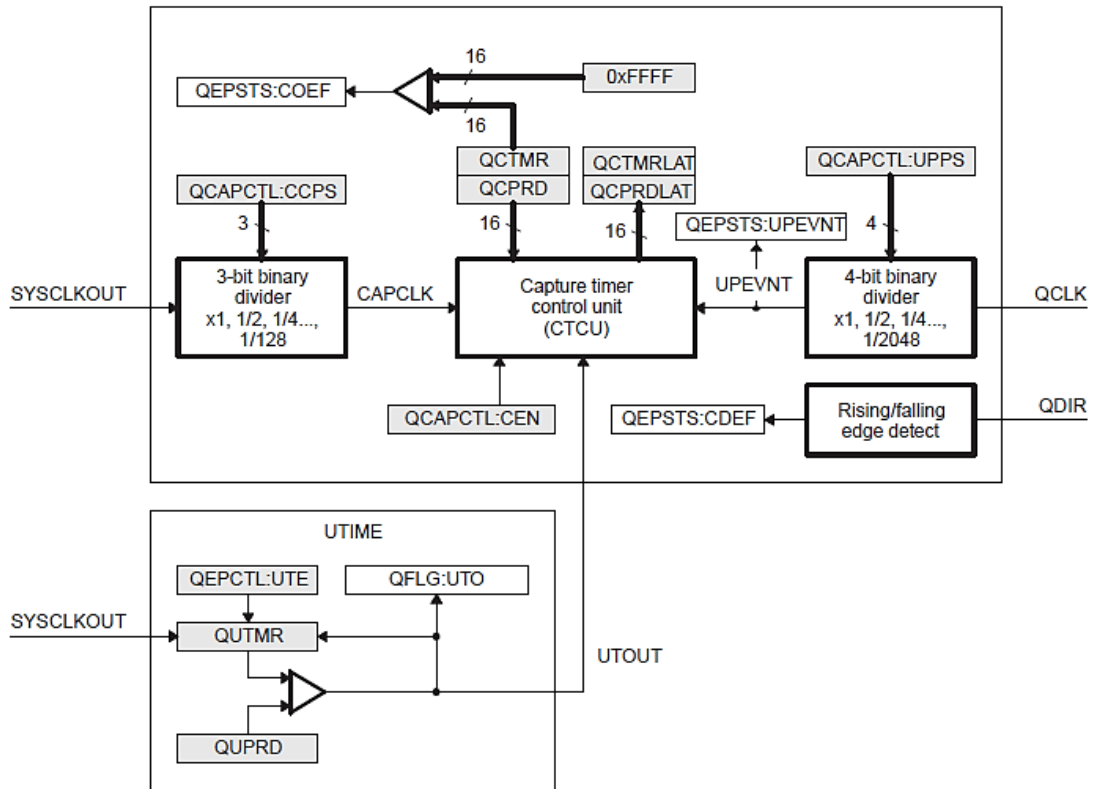 16
0xFFFF
QEPSTS:COEF
16
QCTMR
QCTMRLAT
QCAPCTL:UPPS
QCAPCTL:CCPS
QCPRD
QCPRDLAT
3
16
16
QEPSTS:UPEVNT
4
SYSCLKOUT
3-bit binary
divider
x1, 1/2, 1/4...,
1/128
CAPCLK
Capture timer
control unit
(CTCU)
UPEVNT
4-bit binary
divider
x1, 1/2, 1/4...,
1/2048
QCLK
QCAPCTL:CEN
QEPSTS:CDEF
Rising/falling
edge detect
QDIR
UTIME
QEPCTL:UTE
QFLG:UTO
SYSCLKOUT
QUTMR
UTOUT
QUPRD